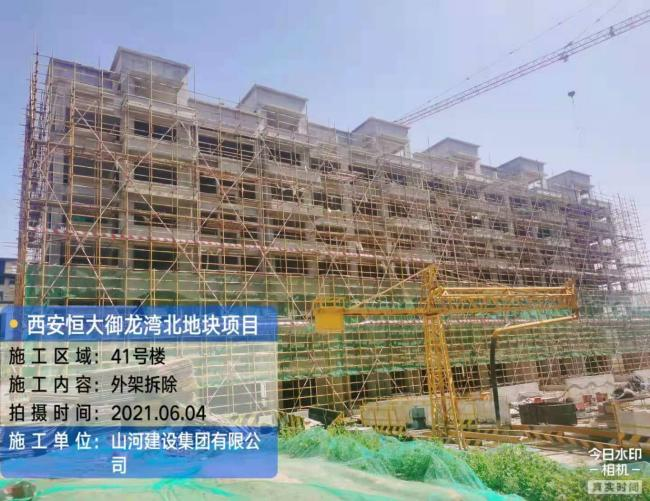 西安恒大御龙湾北地块项目
施工区域：41号楼
施工内容：外架拆除
拍摄时间：2021.06.04
施工单位：山河建设集团有限公
司
今日水印
相机
真实时间